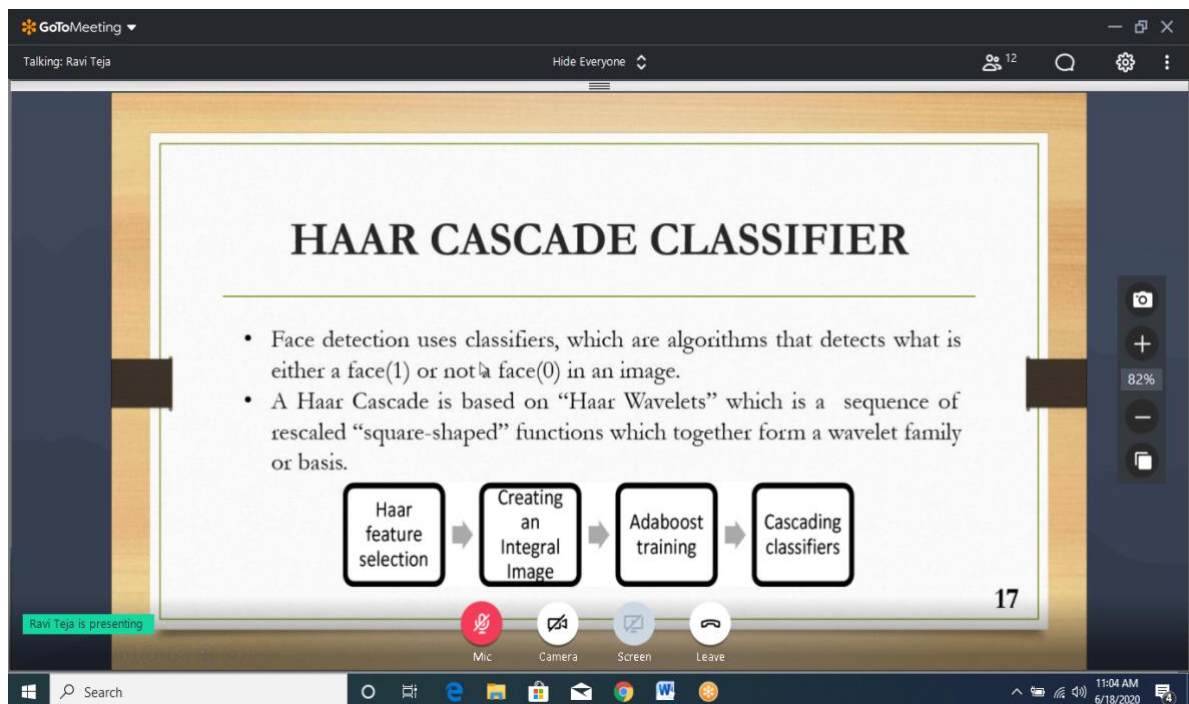 GoToMeeting
Talking: Ravi Teja
Hide Everyone
12
HAAR CASCADE CLASSIFIER
• Face detection uses classifiers, which are algorithms that detects what is
either a face(1) or not a face(0) in an image.
• A Haar Cascade is based on “Haar Wavelets” which is a sequence of
rescaled “square-shaped” functions which together form a wavelet family
or basis.
Haar
feature
selection
Creating
an
Integral
Image
Adaboost
training
Cascading
classifiers
17
82%
Ravi Teja is presenting
Mic
Camera
Screen
Leave
Search
11:04 AM
6/18/2020
4